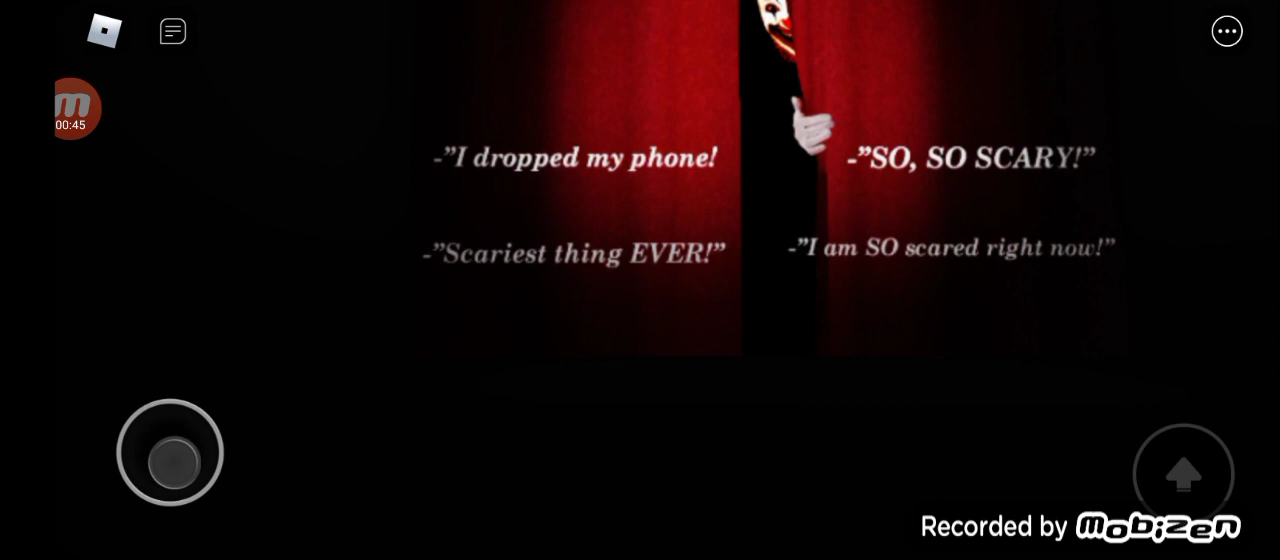 00:45
-"I dropped my phone!
-"SO, SO SCARY!"
-"Scariest thing EVER!"
-"I am SO scared right now!"
Recorded by mobizen